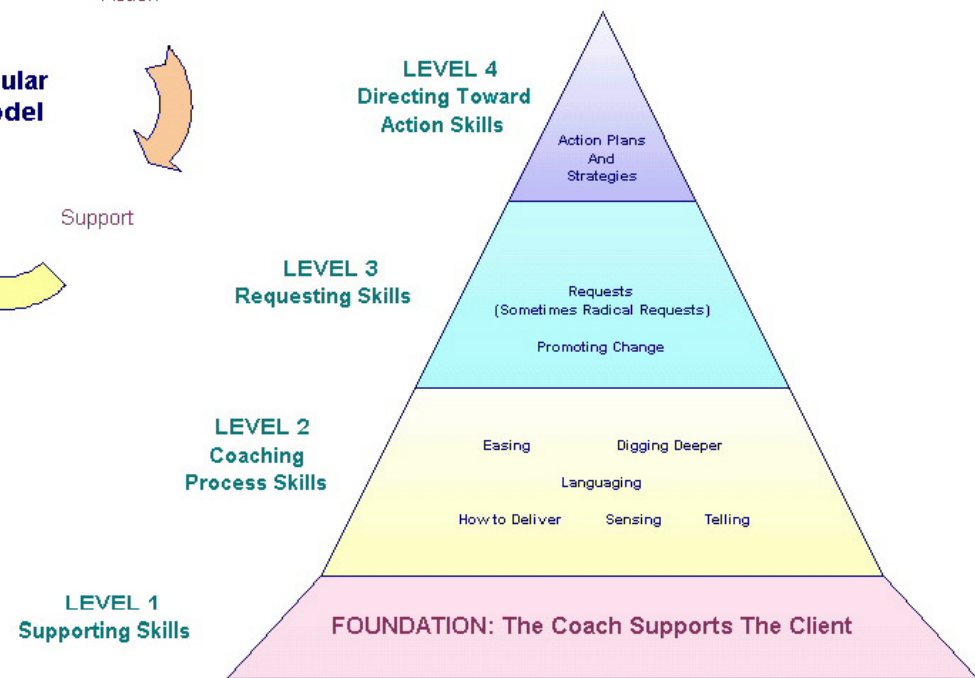 LEVEL 4
Directing Toward
Action Skills
Action Plans
And
Strategies
Support
LEVEL 3
Requesting Skills
Requests
(Sometimes Radical Requests)
Promoting Change
LEVEL 2
Coaching
Process Skills
Easing Digging Deeper
Languaging
How to Deliver Sensing Telling
LEVEL 1
Supporting Skills
FOUNDATION: The Coach Supports The Client